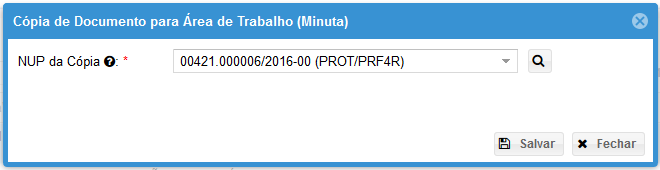 Cópia de Documento para Área de Trabalho (Minuta)
NUP da Cópia ?: * 00421.000006/2016-00 (PROT/PRF4R)
Salvar Fechar